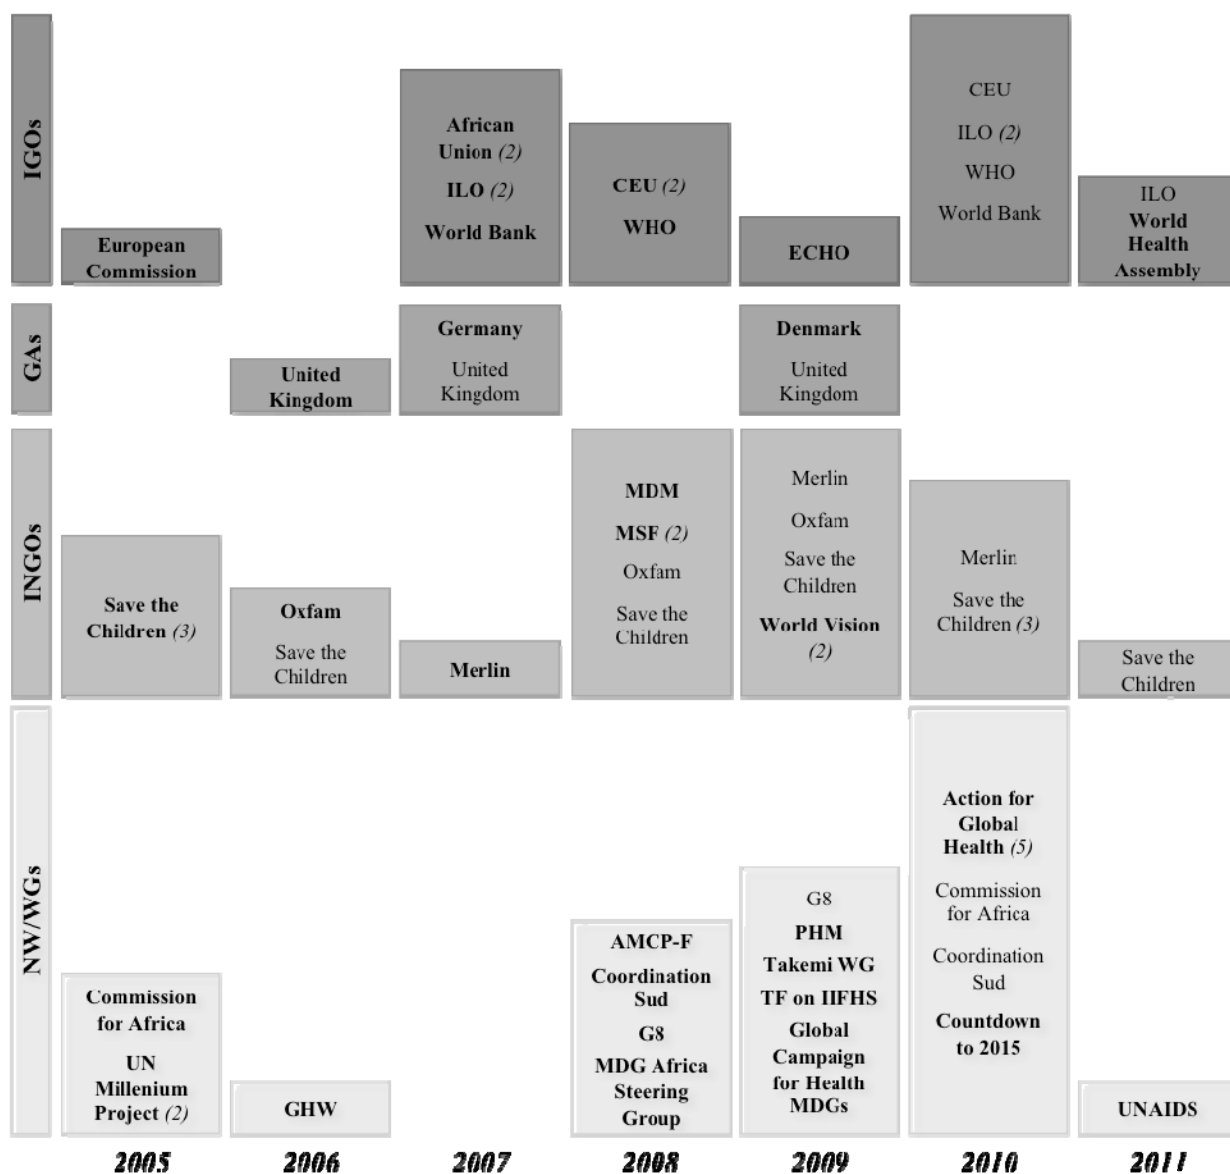 IGOs
European
Commission
African
Union (2)
ILO (2)
World Bank
CEU (2)
WHO
ECHO
CEU
ILO (2)
WHO
World Bank
ILO
World
Health
Assembly
GAs
United
Kingdom
Germany
United
Kingdom
Denmark
United
Kingdom
INGOs
Save the
Children (3)
Oxfam
Save the
Children
Merlin
MDM
MSF (2)
Oxfam
Save the
Children
Merlin
Oxfam
Save the
Children
World Vision
(2)
Merlin
Save the
Children (3)
Save the
Children
NW/WGs
Commission
for Africa
UN
Millenium
Project (2)
GHW
AMCP-F
Coordination
Sud
G8
MDG Africa
Steering
Group
G8
PHM
Takemi WG
TF on IIFHS
Global
Campaign
for Health
MDGs
Action for
Global
Health (5)
Commission
for Africa
Coordination
Sud
Countdown
to 2015
UNAIDS
2005 2006 2007 2008 2009 2010 2011